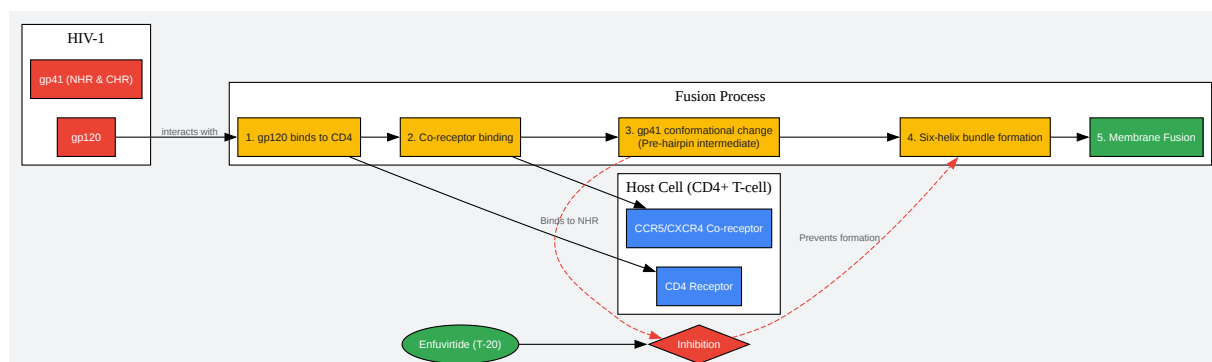 HIV-1
gp41 (NHR & CHR)
gp120
interacts with
Fusion Process
1. gp120 binds to CD4
2. Co-receptor binding
3. gp41 conformational change
(Pre-hairpin intermediate)
4. Six-helix bundle formation
5. Membrane Fusion
Host Cell (CD4+ T-cell)
CCR5/CXCR4 Co-receptor
CD4 Receptor
Binds to NHR
Prevents formation
Enfuvirtide (T-20)
Inhibition